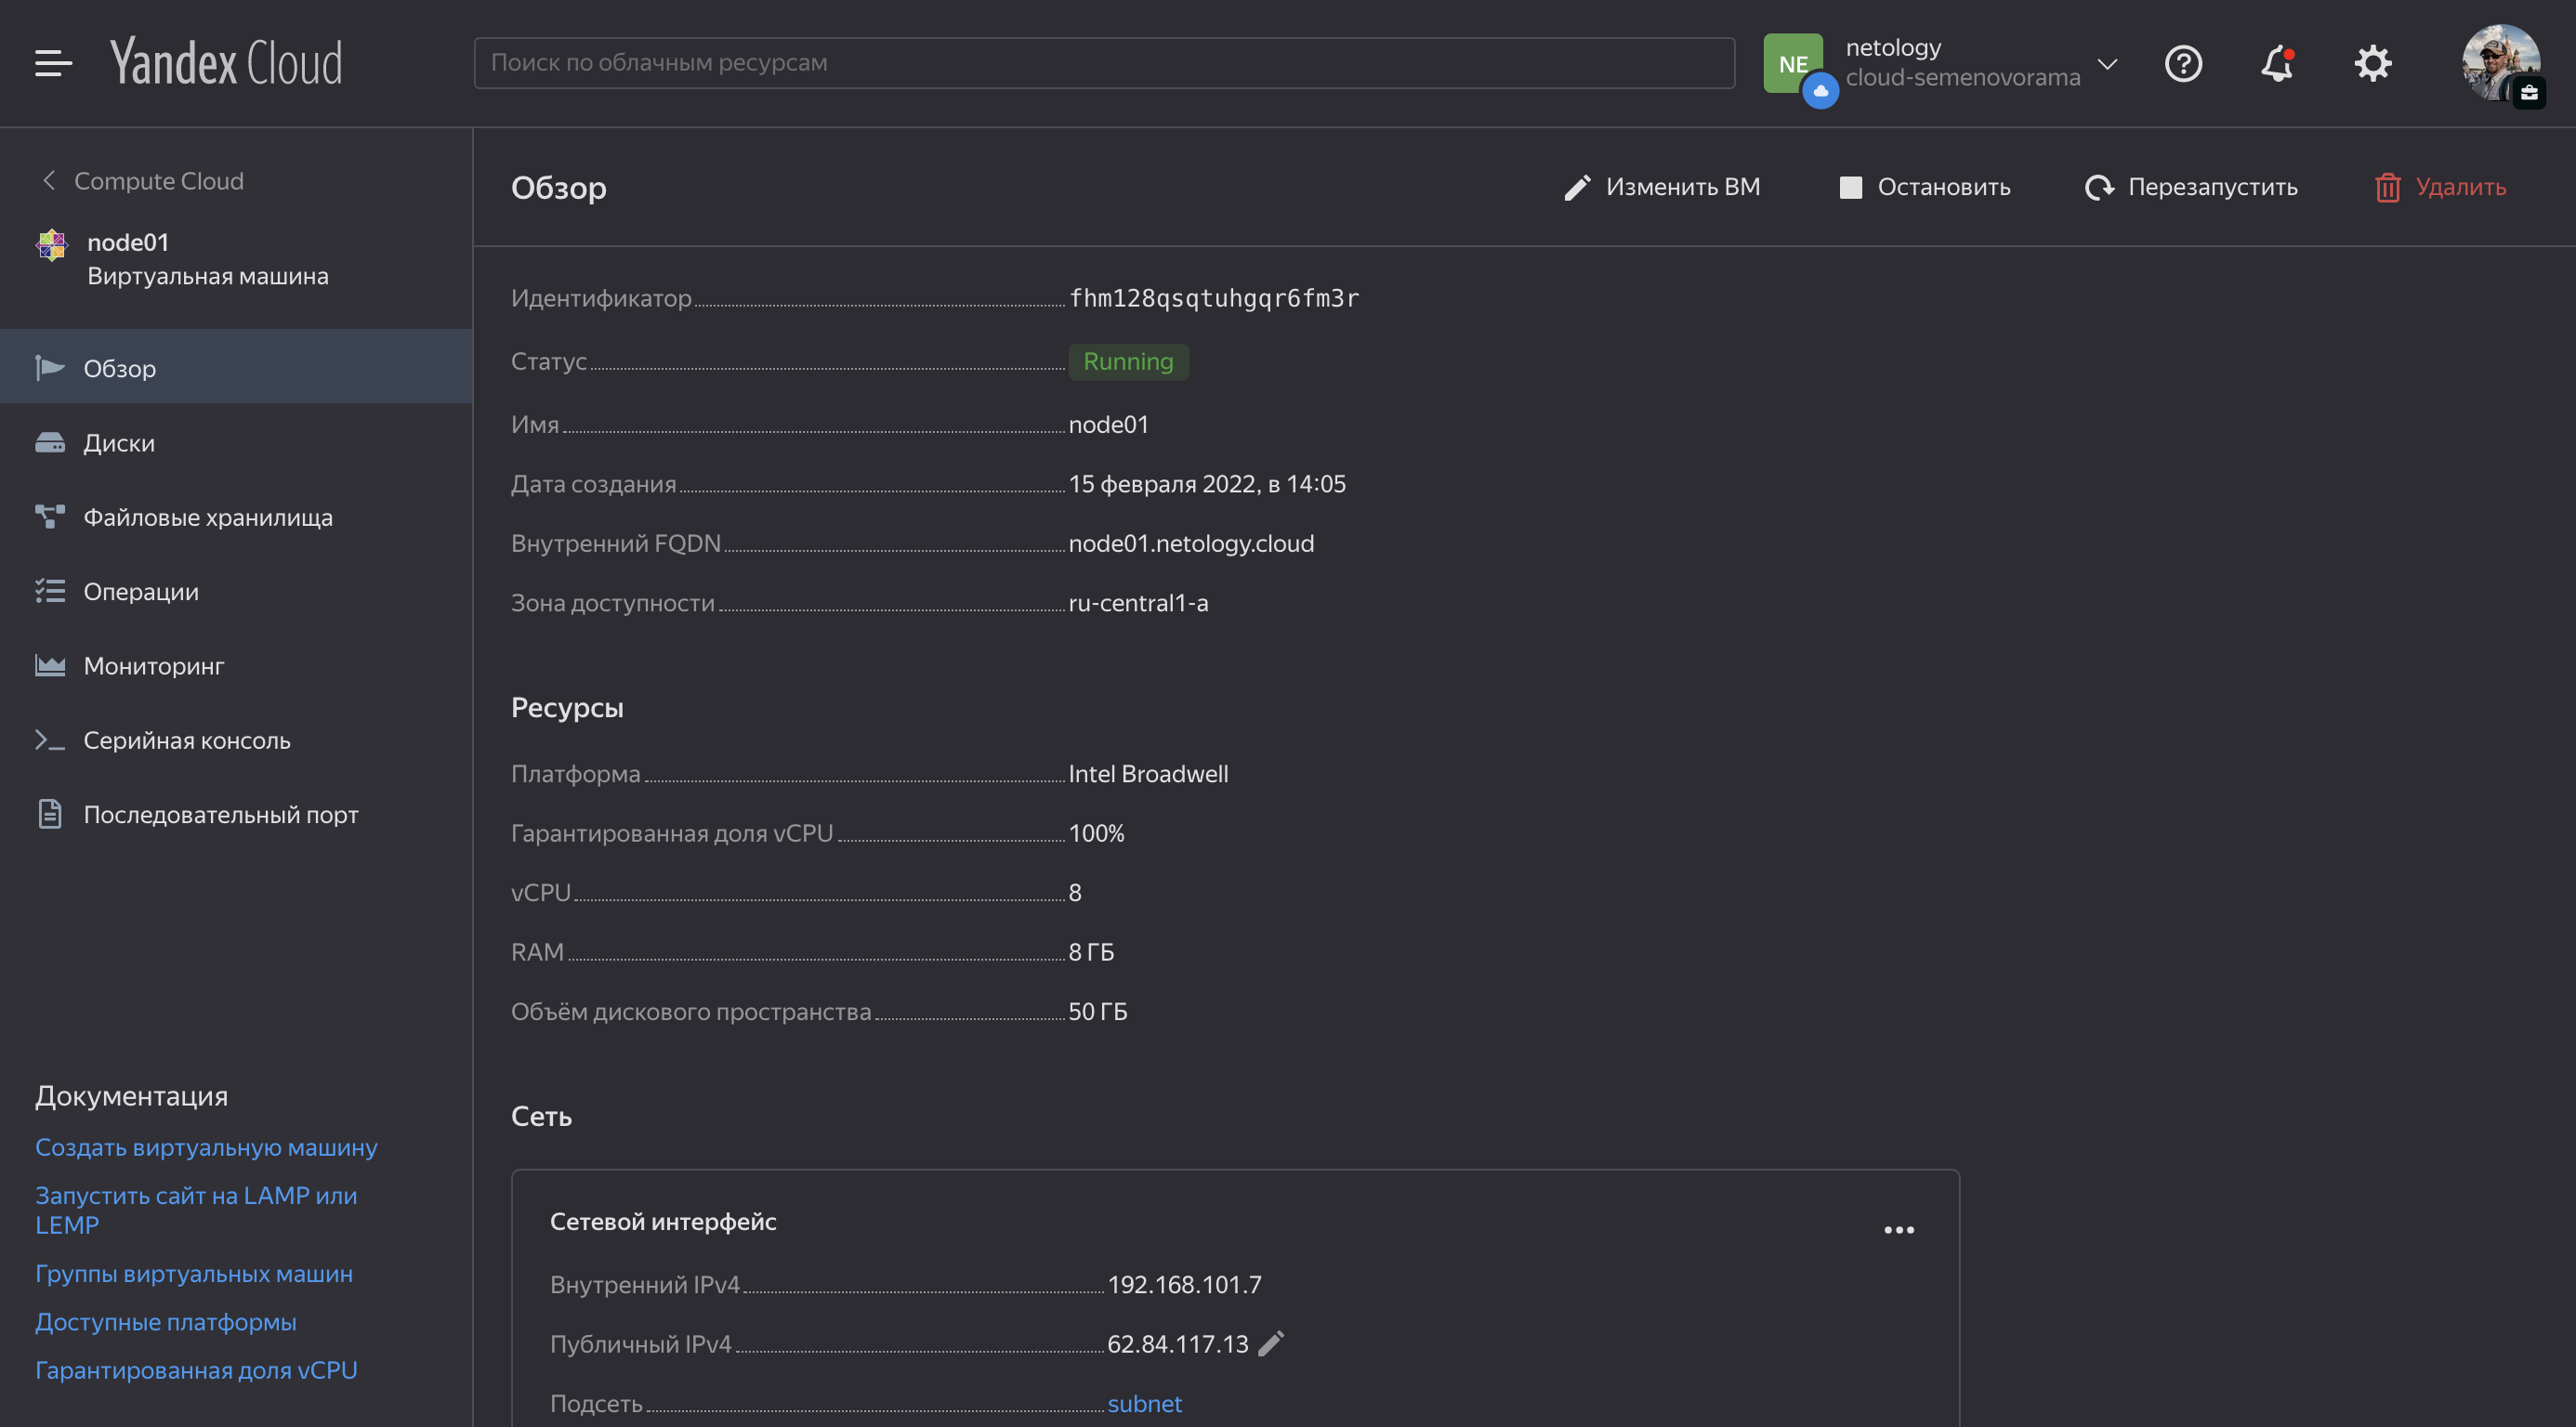 Yandex Cloud
Поиск по облачным ресурсам
NE
netology
cloud-semenovorama
Compute Cloud
node01
Виртуальная машина
Обзор
Диски
Файловые хранилища
Операции
Мониторинг
Серийная консоль
Последовательный порт
Документация
Создать виртуальную машину
Запустить сайт на LAMP или
LEMP
Группы виртуальных машин
Доступные платформы
Гарантированная доля vCPU
Обзор
Изменить ВМ
Остановить
Перезапустить
Удалить
Идентификатор fhm128qsqtuhgqr6fm3r
Статус Running
Имя node01
Дата создания 15 февраля 2022, в 14:05
Внутренний FQDN node01.netology.cloud
Зона доступности ru-central1-a
Ресурсы
Платформа Intel Broadwell
Гарантированная доля vCPU 100%
vCPU 8
RAM 8 ГБ
Объём дискового пространства 50 ГБ
Сеть
Сетевой интерфейс
Внутренний IPv4 192.168.101.7
Публичный IPv4 62.84.117.13
Подсеть subnet